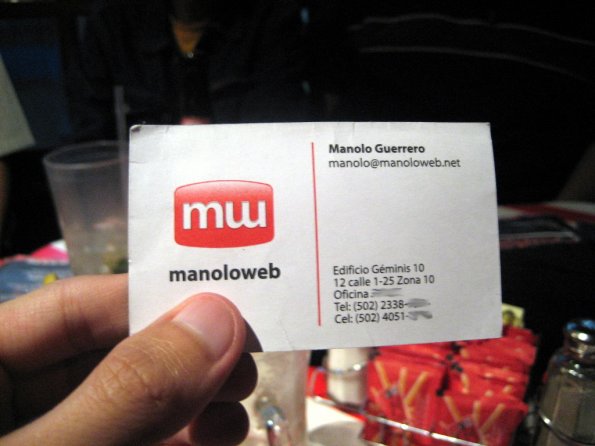 mw
manoloweb
Manolo Guerrero
manolo@manoloweb.net
Edificio Géminis 10
12 calle 1-25 Zona 10
Oficina
Tel: (502) 2338-
Cel: (502) 4051-